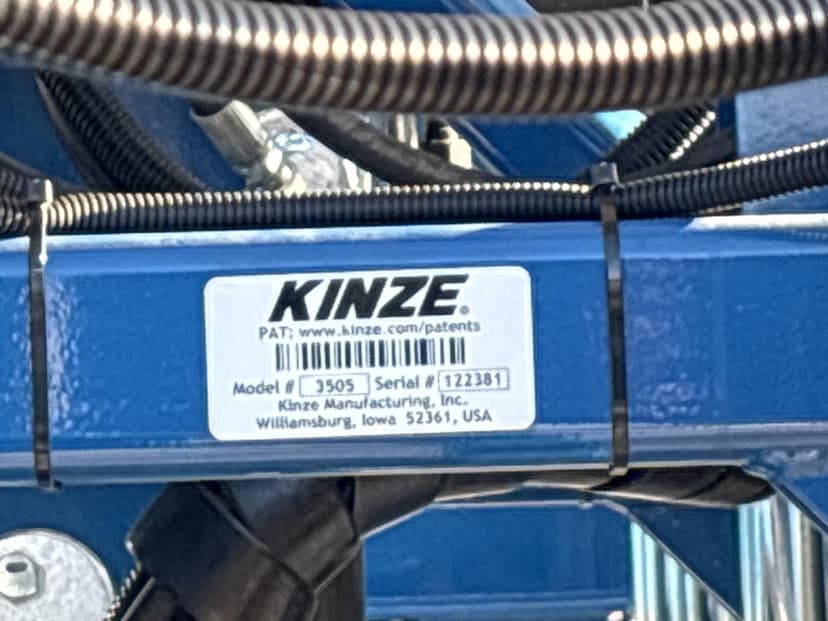 KINZE®
PAT: www.kinze.com/patents
Model # 3505 Serial # 122381
Kinze Manufacturing, Inc.
Williamsburg, Iowa 52361, USA